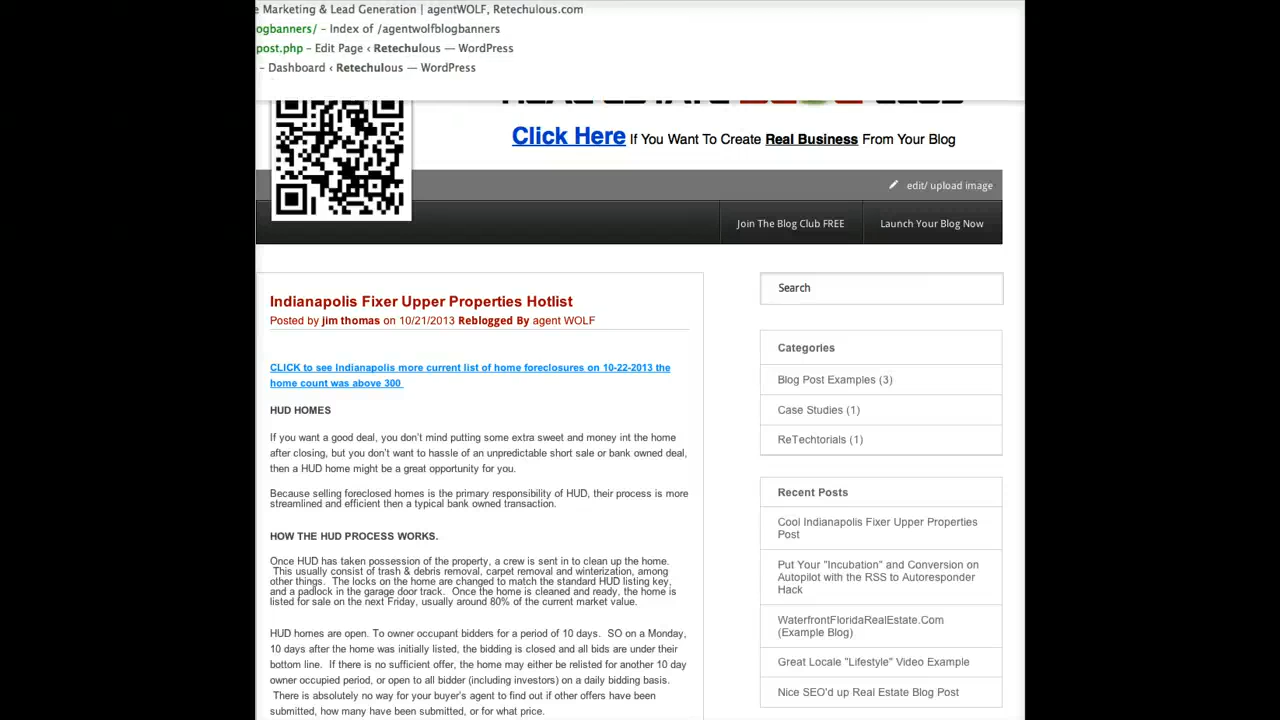 e Marketing & Lead Generation | agentWOLF, Retechulous.com
ogbanners/ – Index of /agentwolfblogbanners
post.php – Edit Page ‹ Retechulous — WordPress
– Dashboard ‹ Retechulous — WordPress
REAL ESTATE BLOG CLUB
Click Here If You Want To Create Real Business From Your Blog
edit/ upload image
Join The Blog Club FREE
Launch Your Blog Now
Indianapolis Fixer Upper Properties Hotlist
Posted by jim thomas on 10/21/2013 Reblogged By agent WOLF
CLICK to see Indianapolis more current list of home foreclosures on 10-22-2013 the
home count was above 300
HUD HOMES
If you want a good deal, you don't mind putting some extra sweet and money int the home
after closing, but you don't want to hassle of an unpredictable short sale or bank owned deal,
then a HUD home might be a great opportunity for you.
Because selling foreclosed homes is the primary responsibility of HUD, their process is more
streamlined and efficient then a typical bank owned transaction.
HOW THE HUD PROCESS WORKS.
Once HUD has taken possession of the property, a crew is sent in to clean up the home.
This usually consist of trash & debris removal, carpet removal and winterization, among
other things. The locks on the home are changed to match the standard HUD listing key,
and a padlock in the garage door track. Once the home is cleaned and ready, the home is
listed for sale on the next Friday, usually around 80% of the current market value.
HUD homes are open. To owner occupant bidders for a period of 10 days. SO on a Monday,
10 days after the home was initially listed, the bidding is closed and all bids are under their
bottom line. If there is no sufficient offer, the home may either be relisted for another 10 day
owner occupied period, or open to all bidder (including investors) on a daily bidding basis.
There is absolutely no way for your buyer's agent to find out if other offers have been
submitted, how many have been submitted, or for what price.
Search
Categories
Blog Post Examples (3)
Case Studies (1)
ReTechtorials (1)
Recent Posts
Cool Indianapolis Fixer Upper Properties
Post
Put Your "Incubation" and Conversion on
Autopilot with the RSS to Autoresponder
Hack
WaterfrontFloridaRealEstate.Com
(Example Blog)
Great Locale "Lifestyle" Video Example
Nice SEO'd up Real Estate Blog Post